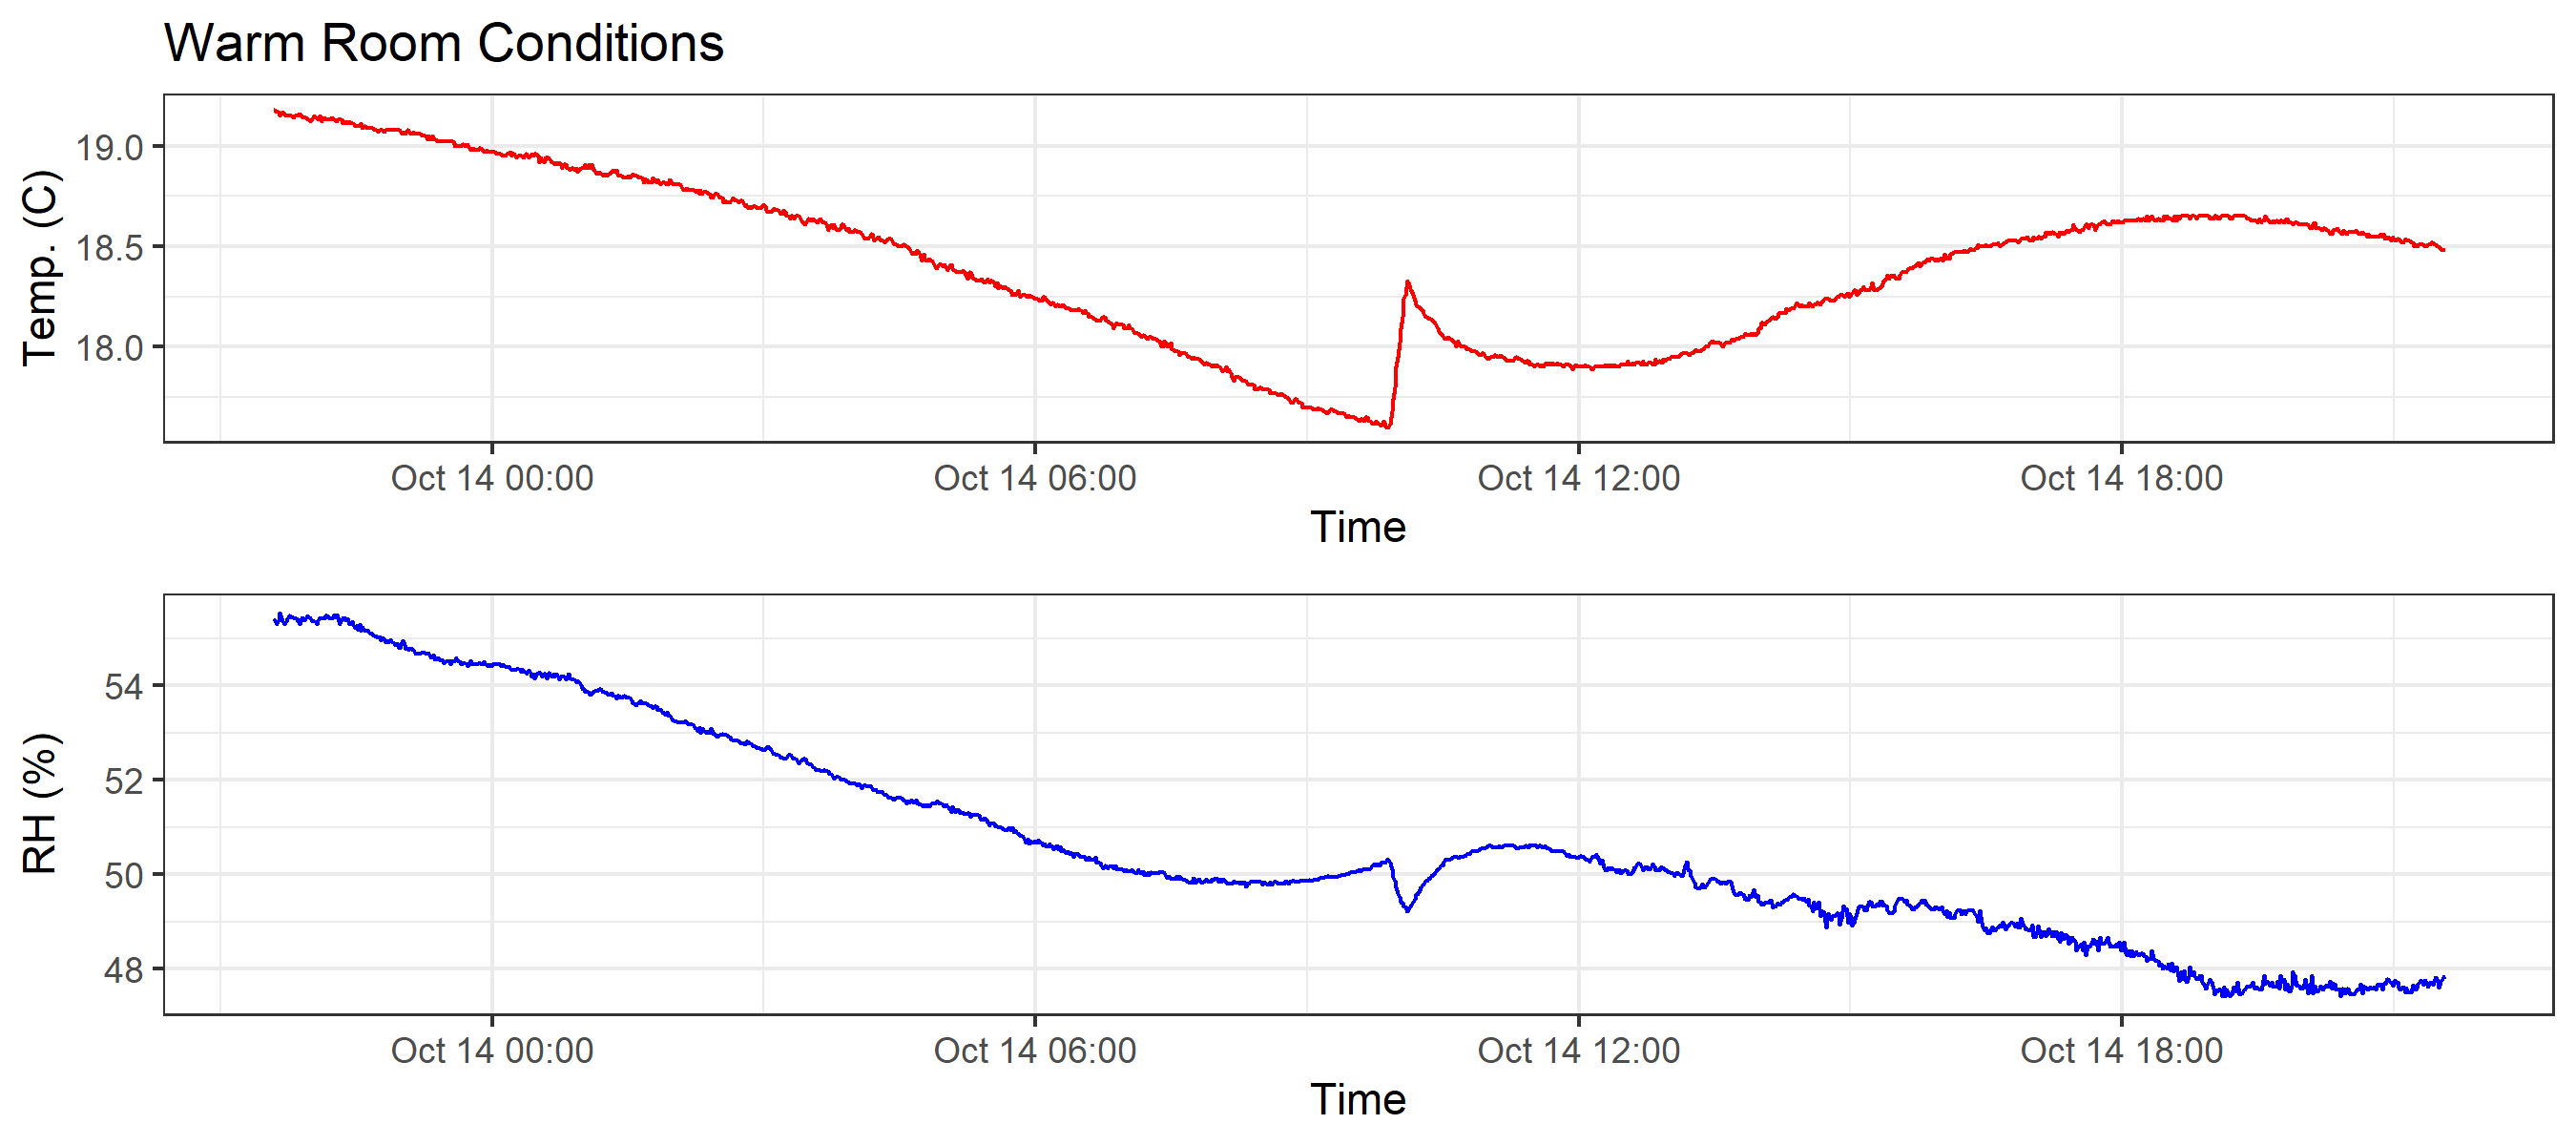 Warm Room Conditions
Temp. (C)
19.0
18.5
18.0
Oct 14 00:00 Oct 14 06:00 Oct 14 12:00 Oct 14 18:00
Time
RH (%)
54
52
50
48
Oct 14 00:00 Oct 14 06:00 Oct 14 12:00 Oct 14 18:00
Time